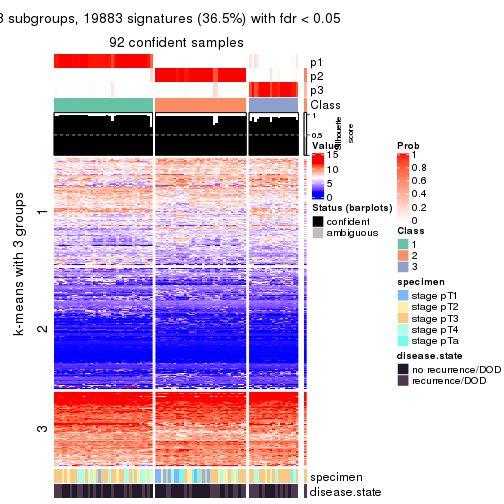 3 subgroups, 19883 signatures (36.5%) with fdr < 0.05
92 confident samples
p1
p2
p3
Class
1
0.5
Silhouette
score
k-means with 3 groups
1
2
3
specimen
disease.state
Value
15
10
5
0
Status (barplots)
confident
ambiguous
Prob
1
0.8
0.6
0.4
0.2
0
Class
1
2
3
specimen
stage pT1
stage pT2
stage pT3
stage pT4
stage pTa
disease.state
no recurrence/DOD
recurrence/DOD